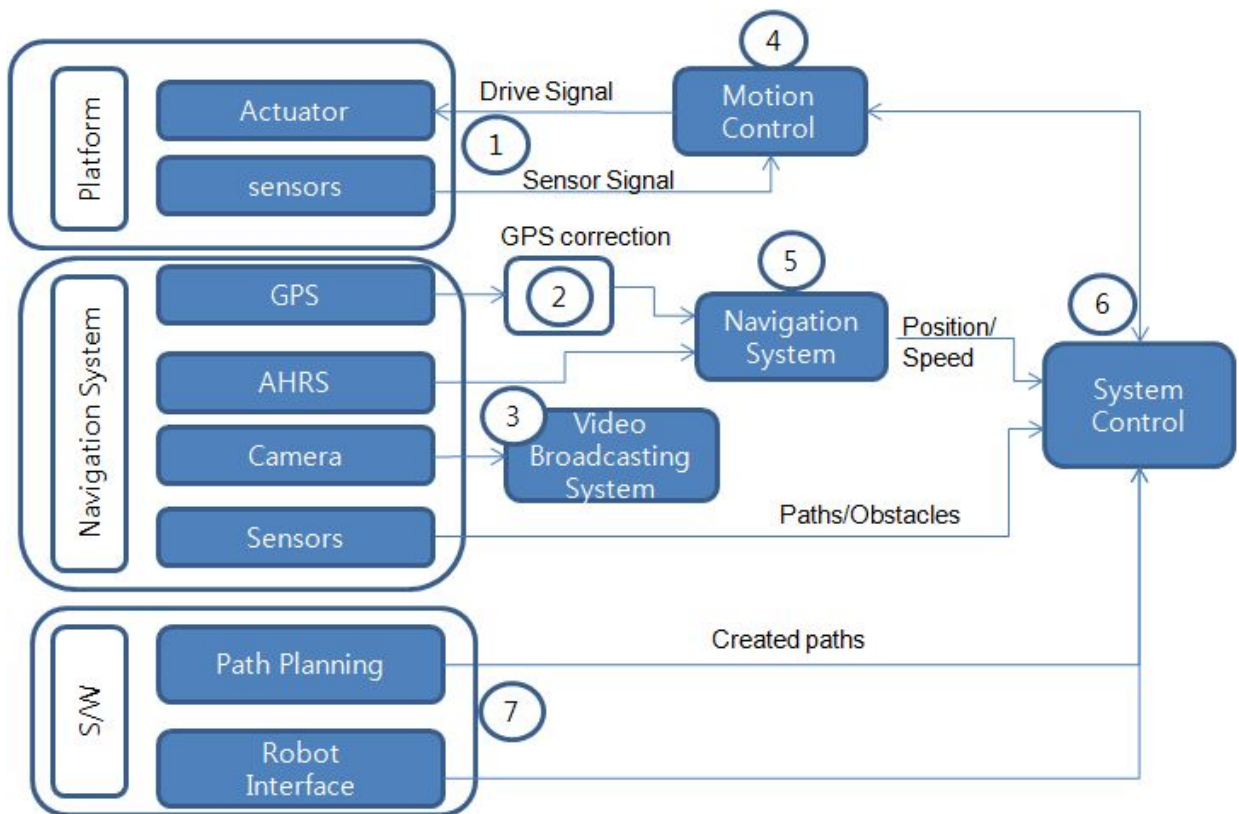 Platform
Actuator
sensors
Drive Signal
1
Sensor Signal
4
Motion
Control
Navigation System
GPS
AHRS
Camera
Sensors
GPS correction
2
5
Navigation
System
Position/
Speed
3
Video
Broadcasting
System
Paths/Obstacles
6
System
Control
S/W
Path Planning
Robot
Interface
7
Created paths